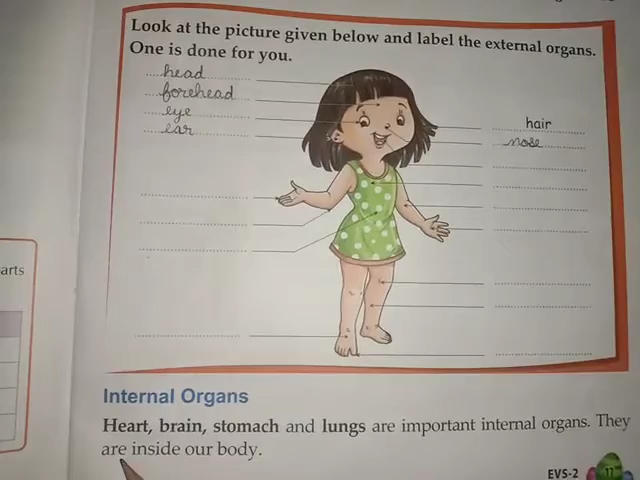 Look at the picture given below and label the external organs.
One is done for you.
head
forehead
eye
ear
hair
nose
arts
Internal Organs
Heart, brain, stomach and lungs are important internal organs. They
are inside our body.
EVS-2 11